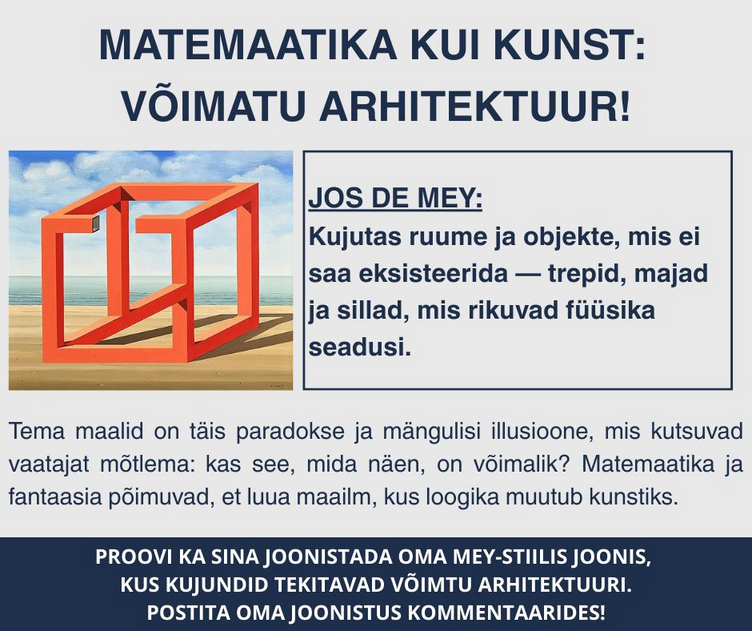 MATEMAATIKA KUI KUNST:
VÕIMATU ARHITEKTUUR!
JOS DE MEY:
Kujutas ruume ja objekte, mis ei
saa eksisteerida — trepid, majad
ja sillad, mis rikuvad füüsika
seadusi.
Tema maalid on täis paradokse ja mängulisi illusioone, mis kutsuvad
vaatajat mõtlema: kas see, mida näen, on võimalik? Matemaatika ja
fantaasia põimuvad, et luua maailm, kus loogika muutub kunstiks.
PROOVI KA SINA JOONISTADA OMA MEY-STIILIS JOONIS,
KUS KUJUNDID TEKITAVAD VÕIMTU ARHITEKTUURI.
POSTITA OMA JOONISTUS KOMMENTAARIDES!